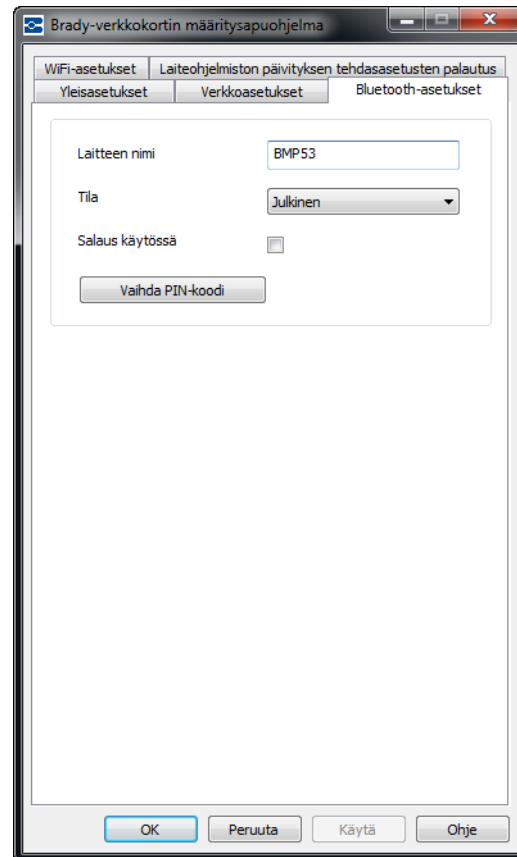 Brady-verkkokortin määritysapuohjelma
WiFi-asetukset Laiteohjelmiston päivityksen tehdasasetusten palautus
Yleisasetukset Verkkoasetukset Bluetooth-asetukset
Laitteen nimi BMP53
Tila Julkinen
Salaus käytössä
Vaihda PIN-koodi
OK Peruuta Käytä Ohje